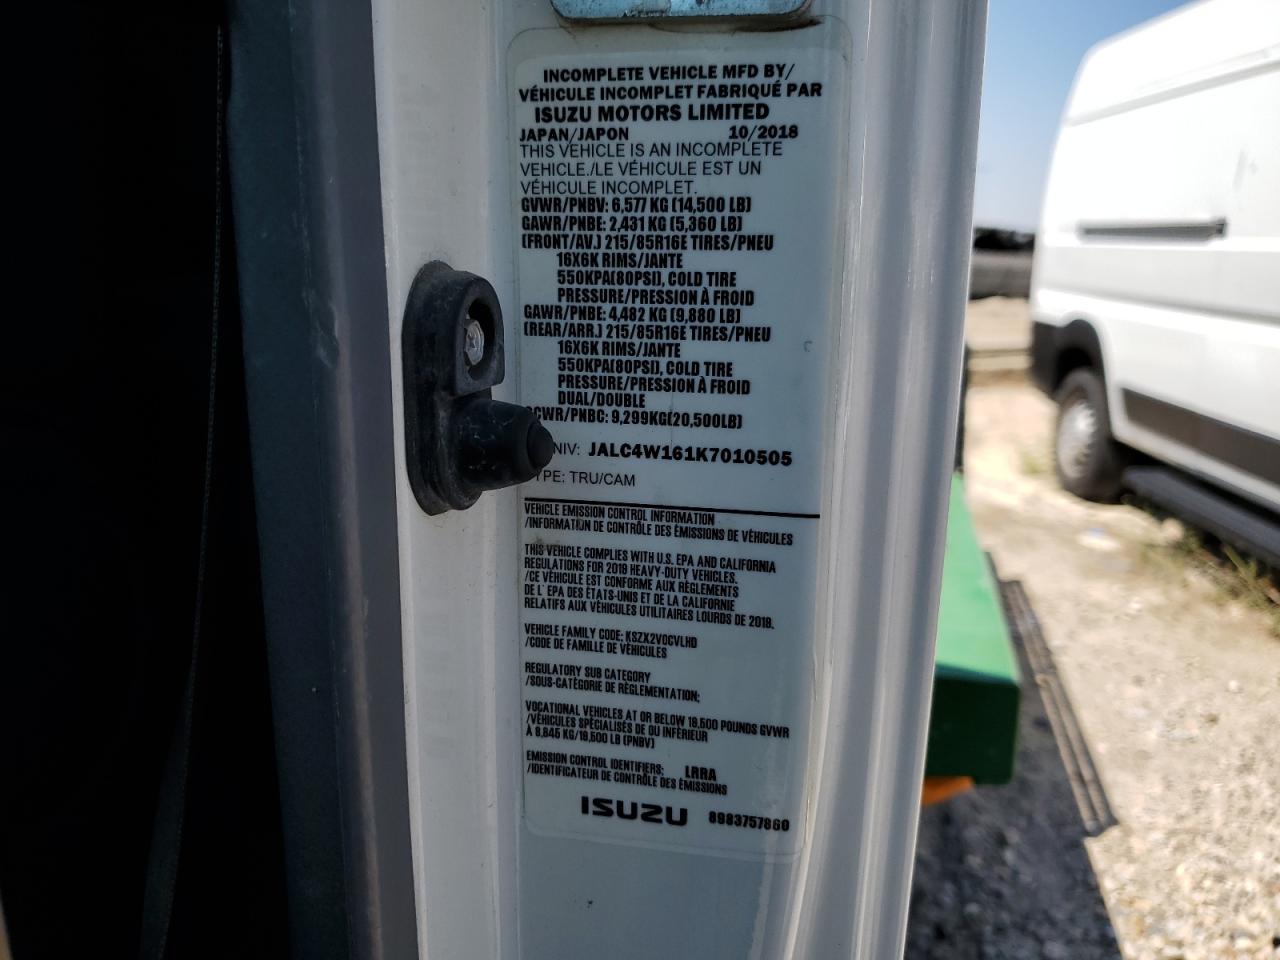 INCOMPLETE VEHICLE MFD BY/
VÉHICULE INCOMPLET FABRIQUÉ PAR
ISUZU MOTORS LIMITED
JAPAN/JAPON 10/2018
THIS VEHICLE IS AN INCOMPLETE
VEHICLE./LE VÉHICULE EST UN
VÉHICULE INCOMPLET.
GVWR/PNBV: 6,577 KG (14,500 LB)
GAWR/PNBE: 2,431 KG (5,360 LB)
(FRONT/AV.) 215/85R16E TIRES/PNEU
16X6K RIMS/JANTE
550KPA(80PSI), COLD TIRE
PRESSURE/PRESSION À FROID
GAWR/PNBE: 4,482 KG (9,880 LB)
(REAR/ARR.) 215/85R16E TIRES/PNEU
16X6K RIMS/JANTE
550KPA(80PSI), COLD TIRE
PRESSURE/PRESSION À FROID
DUAL/DOUBLE
CWR/PNBC: 9,299KG(20,500LB)
NIV: JALC4W161K7010505
YPE: TRU/CAM
VEHICLE EMISSION CONTROL INFORMATION
/INFORMATION DE CONTRÔLE DES ÉMISSIONS DE VÉHICULES
THIS VEHICLE COMPLIES WITH U.S. EPA AND CALIFORNIA
REGULATIONS FOR 2019 HEAVY-DUTY VEHICLES.
/CE VÉHICULE EST CONFORME AUX RÈGLEMENTS
DE L' EPA DES ÉTATS-UNIS ET DE LA CALIFORNIE
RELATIFS AUX VÉHICULES UTILITAIRES LOURDS DE 2019.
VEHICLE FAMILY CODE: KSZX2VOCVLHD
/CODE DE FAMILLE DE VÉHICULES
REGULATORY SUB CATEGORY
/SOUS-CATÉGORIE DE RÉGLEMENTATION:
VOCATIONAL VEHICLES AT OR BELOW 19,500 POUNDS GVWR
/VÉHICULES SPÉCIALISÉS DE OU INFÉRIEUR
À 8,845 KG/19,500 LB (PNBV)
EMISSION CONTROL IDENTIFIERS: LRRA
/IDENTIFICATEUR DE CONTRÔLE DES ÉMISSIONS
ISUZU 8983757860